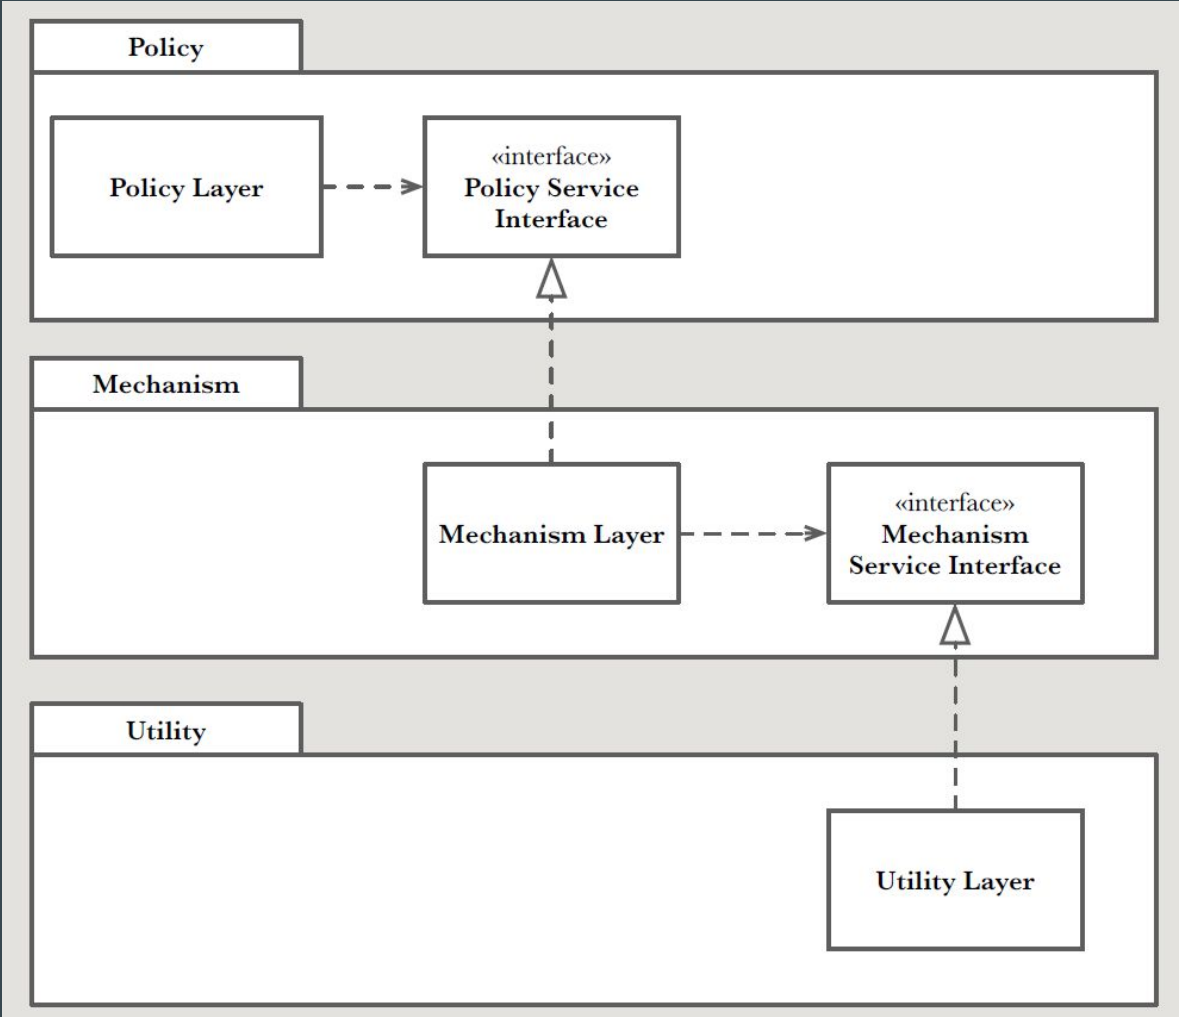 Policy
Policy Layer
«interface»
Policy Service
Interface
Mechanism
Mechanism Layer
«interface»
Mechanism
Service Interface
Utility
Utility Layer